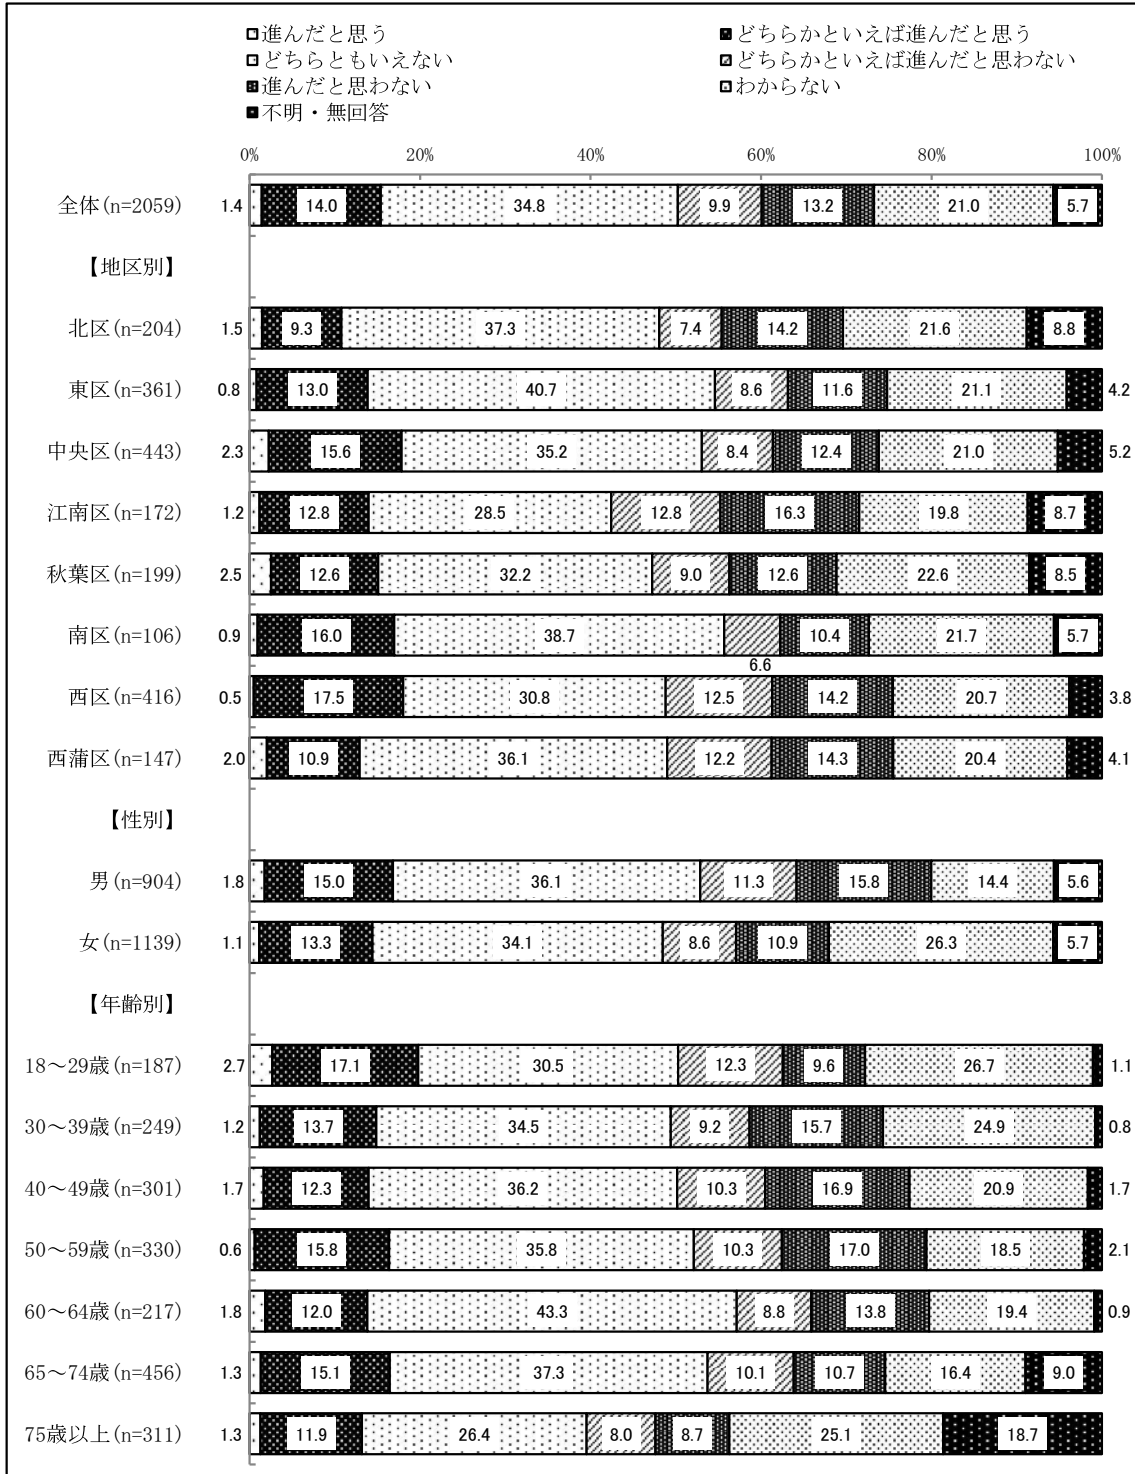 進んだと思う どちらかといえば進んだと思う
どちらともいえない どちらかといえば進んだと思わない
進んだと思わない わからない
不明・無回答
0% 20% 40% 60% 80% 100%
全体(n=2059) 1.4 14.0 34.8 9.9 13.2 21.0 5.7
【地区別】
北区(n=204) 1.5 9.3 37.3 7.4 14.2 21.6 8.8
東区(n=361) 0.8 13.0 40.7 8.6 11.6 21.1 4.2
中央区(n=443) 2.3 15.6 35.2 8.4 12.4 21.0 5.2
江南区(n=172) 1.2 12.8 28.5 12.8 16.3 19.8 8.7
秋葉区(n=199) 2.5 12.6 32.2 9.0 12.6 22.6 8.5
南区(n=106) 0.9 16.0 38.7 10.4 21.7 5.7
6.6
西区(n=416) 0.5 17.5 30.8 12.5 14.2 20.7 3.8
西蒲区(n=147) 2.0 10.9 36.1 12.2 14.3 20.4 4.1
【性別】
男(n=904) 1.8 15.0 36.1 11.3 15.8 14.4 5.6
女(n=1139) 1.1 13.3 34.1 8.6 10.9 26.3 5.7
【年齢別】
18～29歳(n=187) 2.7 17.1 30.5 12.3 9.6 26.7 1.1
30～39歳(n=249) 1.2 13.7 34.5 9.2 15.7 24.9 0.8
40～49歳(n=301) 1.7 12.3 36.2 10.3 16.9 20.9 1.7
50～59歳(n=330) 0.6 15.8 35.8 10.3 17.0 18.5 2.1
60～64歳(n=217) 1.8 12.0 43.3 8.8 13.8 19.4 0.9
65～74歳(n=456) 1.3 15.1 37.3 10.1 10.7 16.4 9.0
75歳以上(n=311) 1.3 11.9 26.4 8.0 8.7 25.1 18.7